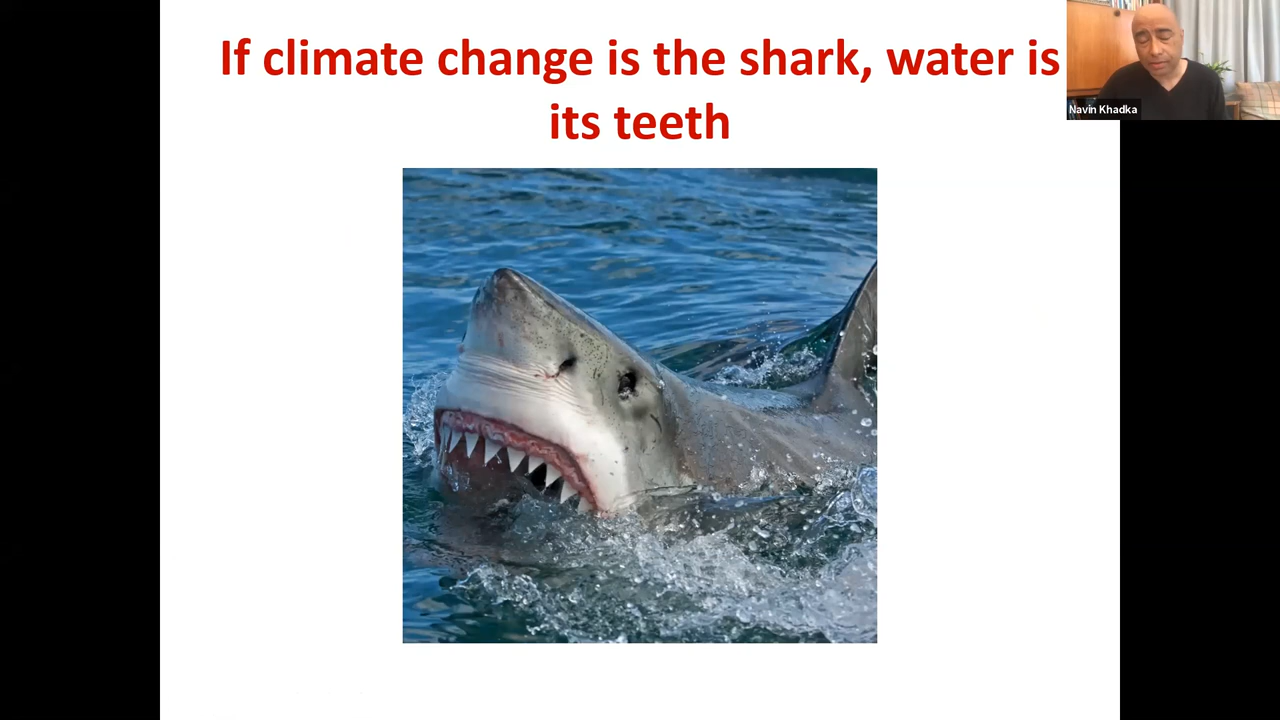 If climate change is the shark, water is
its teeth
Navin Khadka